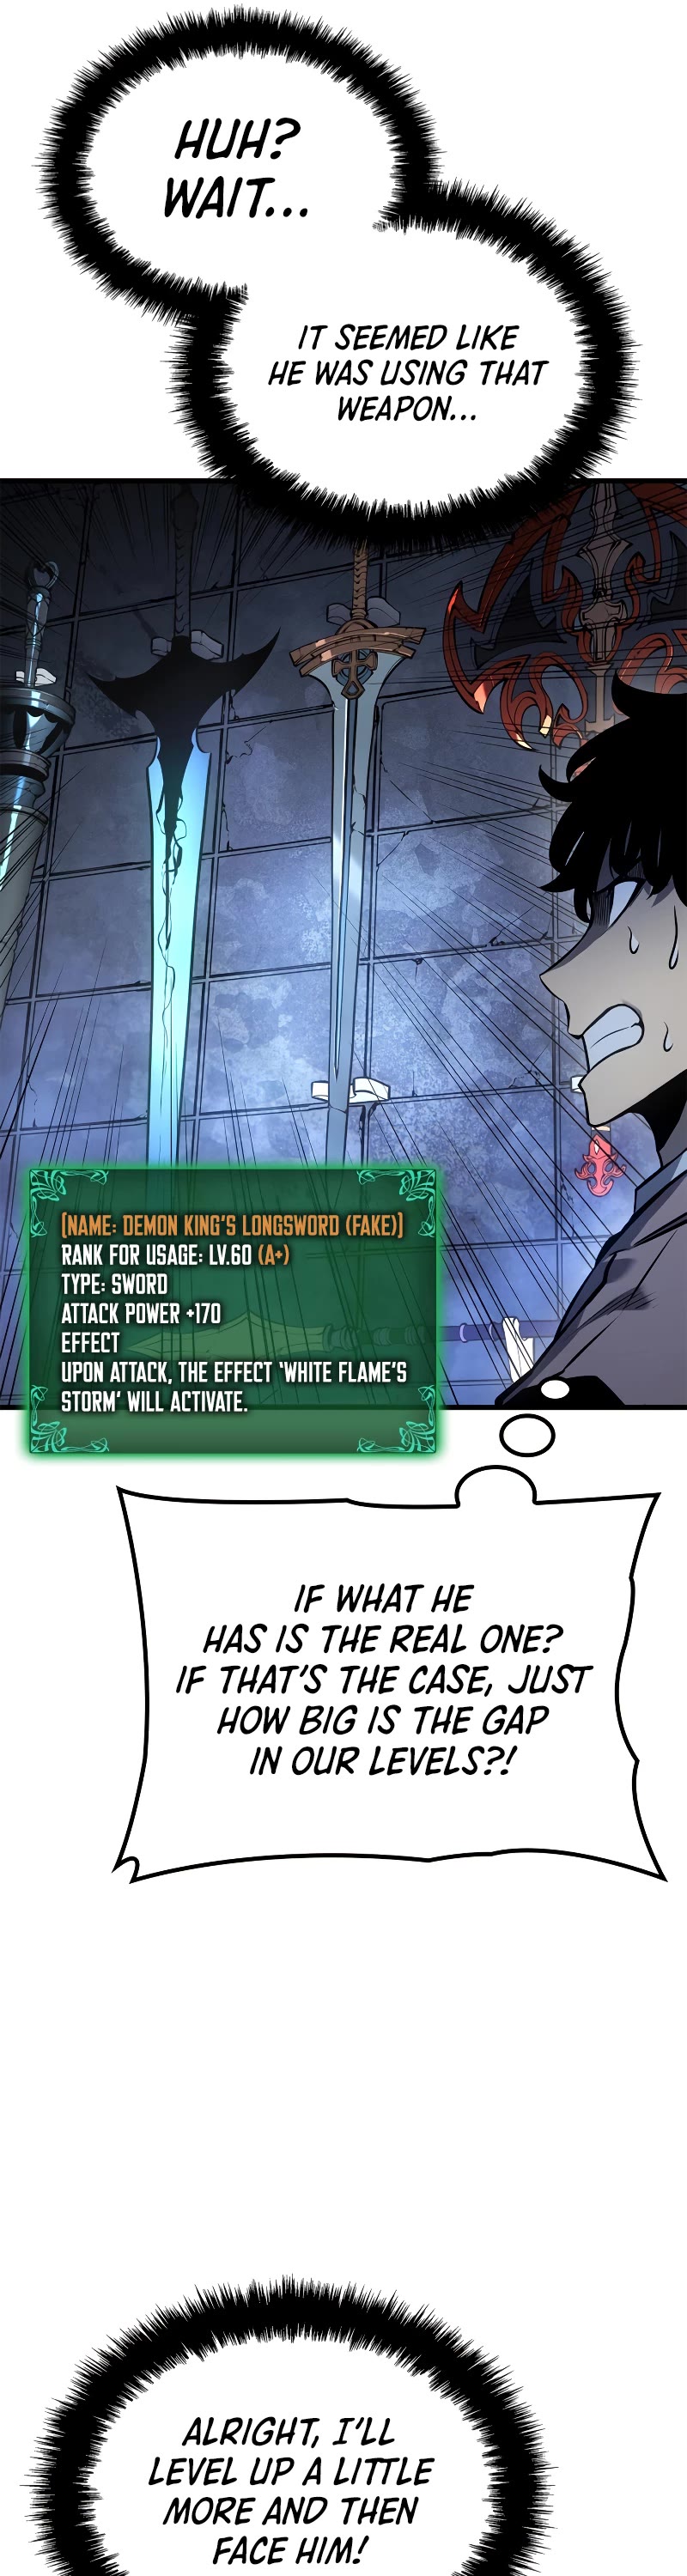 HUH?
WAIT...
IT SEEMED LIKE
HE WAS USING THAT
WEAPON...
[NAME: DEMON KING'S LONGSWORD (FAKE)]
RANK FOR USAGE: LV.60 (A+)
TYPE: SWORD
ATTACK POWER +170
EFFECT
UPON ATTACK, THE EFFECT 'WHITE FLAME'S
STORM' WILL ACTIVATE.
IF WHAT HE
HAS IS THE REAL ONE?
IF THAT'S THE CASE, JUST
HOW BIG IS THE GAP
IN OUR LEVELS?!
ALRIGHT, I'LL
LEVEL UP A LITTLE
MORE AND THEN
FACE HIM!